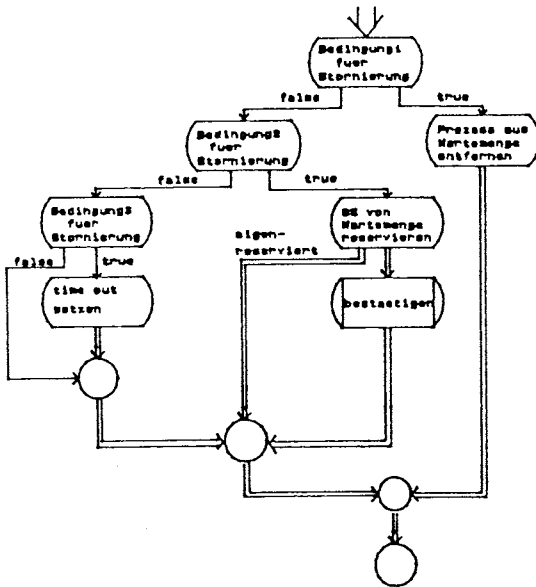 Bedingung1
fuer
Stornierung
false
true
Bedingung2
fuer
Stornierung
Prozess aus
Wartemenge
entfernen
false
true
Bedingung3
fuer
Stornierung
BM von
Wartemenge
reservieren
eigen-
reserviert
false
true
time out
setzen
bestaetigen